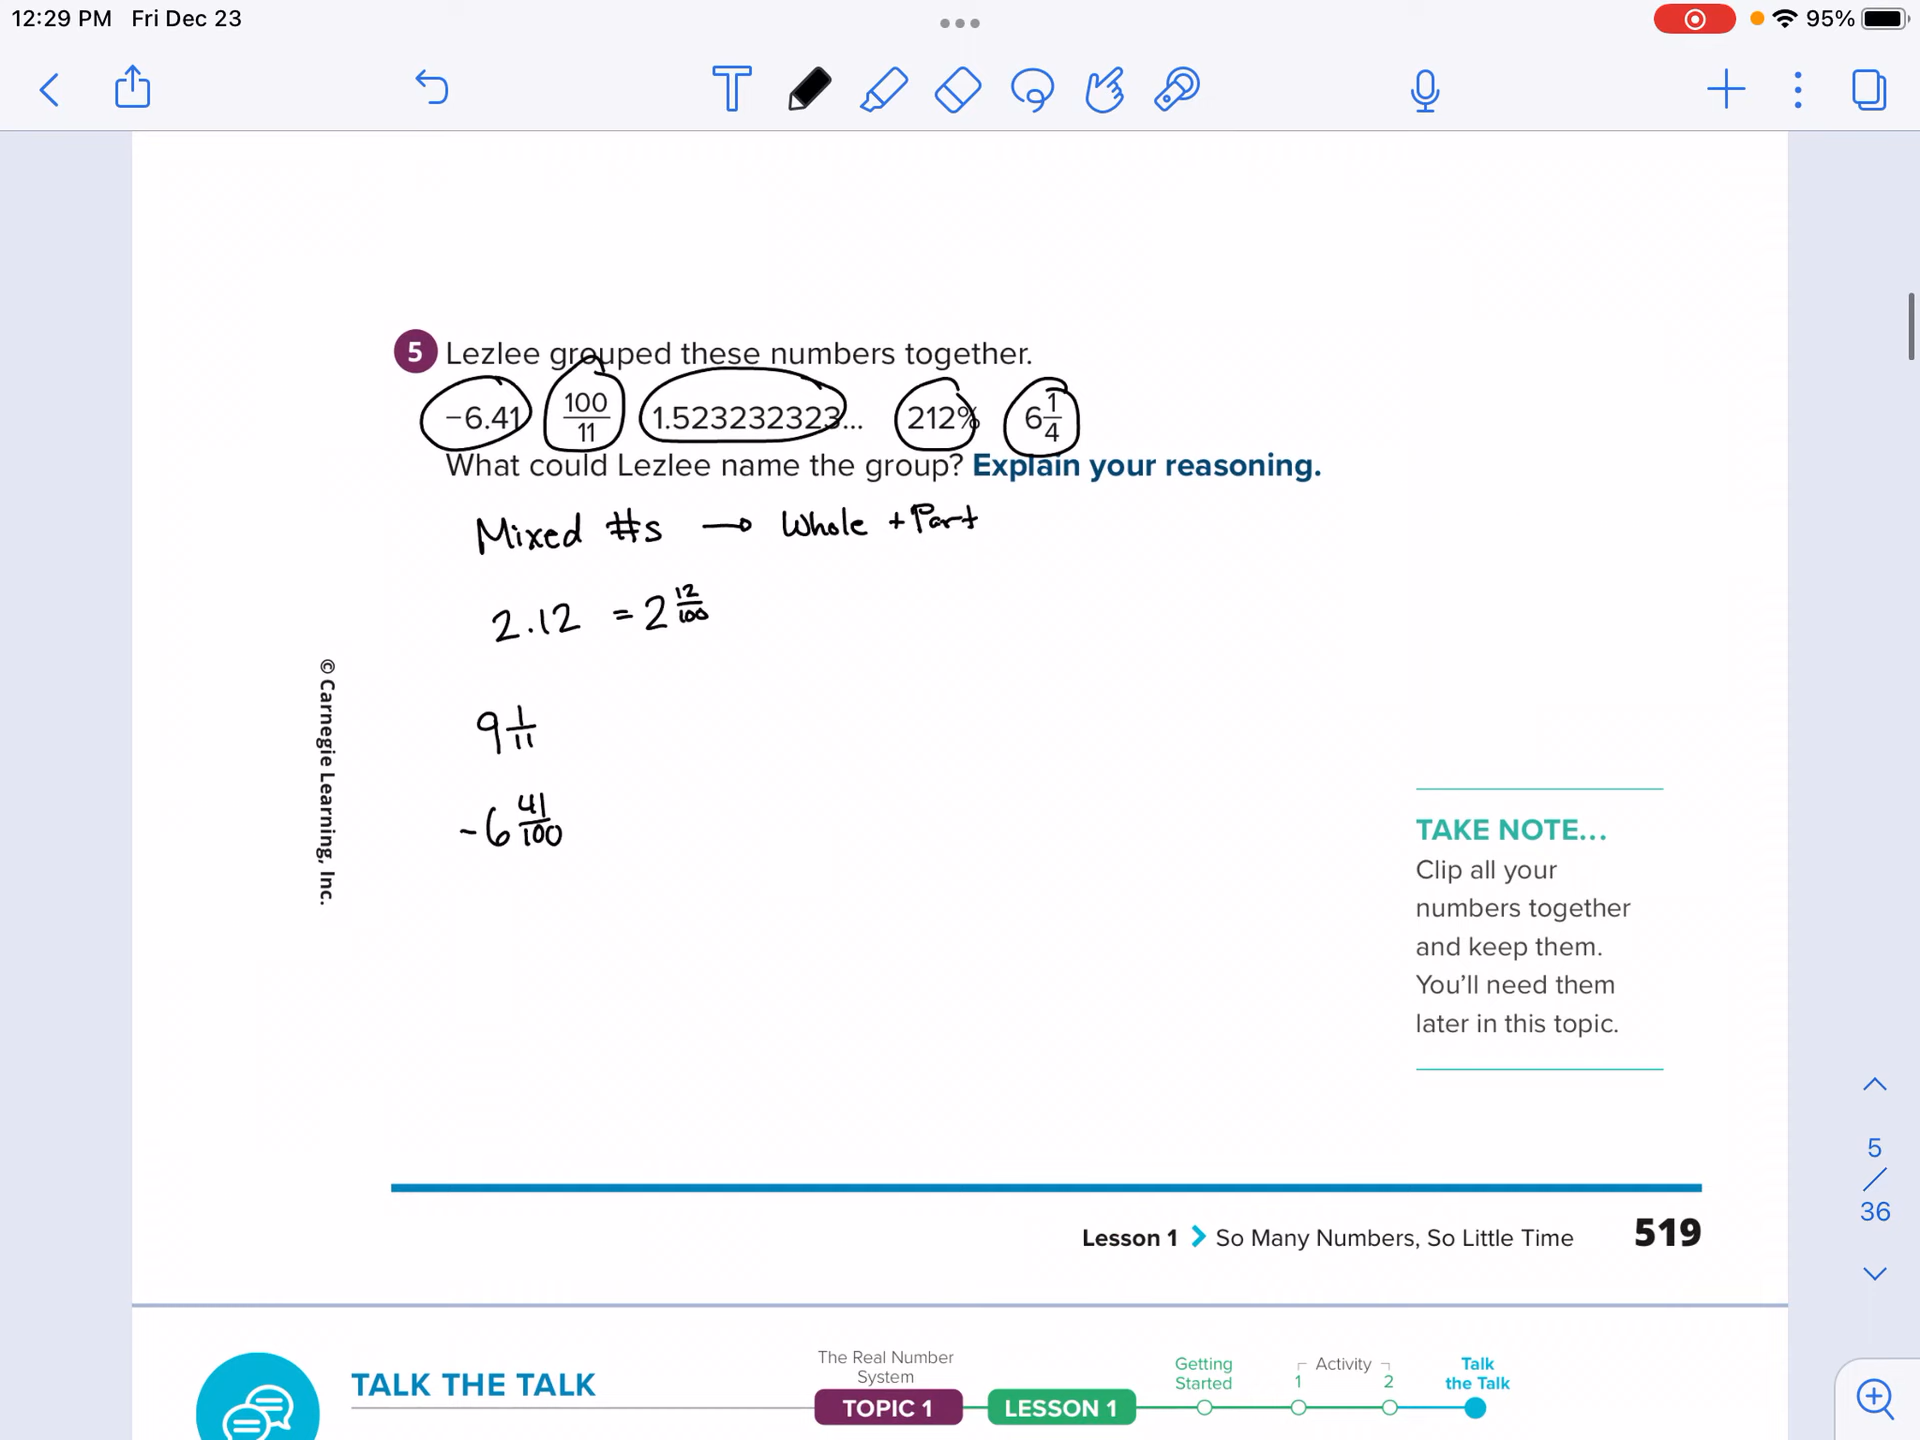 12:29 PM Fri Dec 23
95%
5 Lezlee grouped these numbers together.
−6.41 100/11 1.523232323... 212% 6 1/4
What could Lezlee name the group? Explain your reasoning.
Mixed #s → Whole + Part
2.12 = 2 12/100
9 1/11
-6 41/100
© Carnegie Learning, Inc.
TAKE NOTE...
Clip all your
numbers together
and keep them.
You'll need them
later in this topic.
5
/
36
Lesson 1 > So Many Numbers, So Little Time 519
TALK THE TALK
The Real Number
System
TOPIC 1
LESSON 1
Getting
Started
Activity
1 2
Talk
the Talk